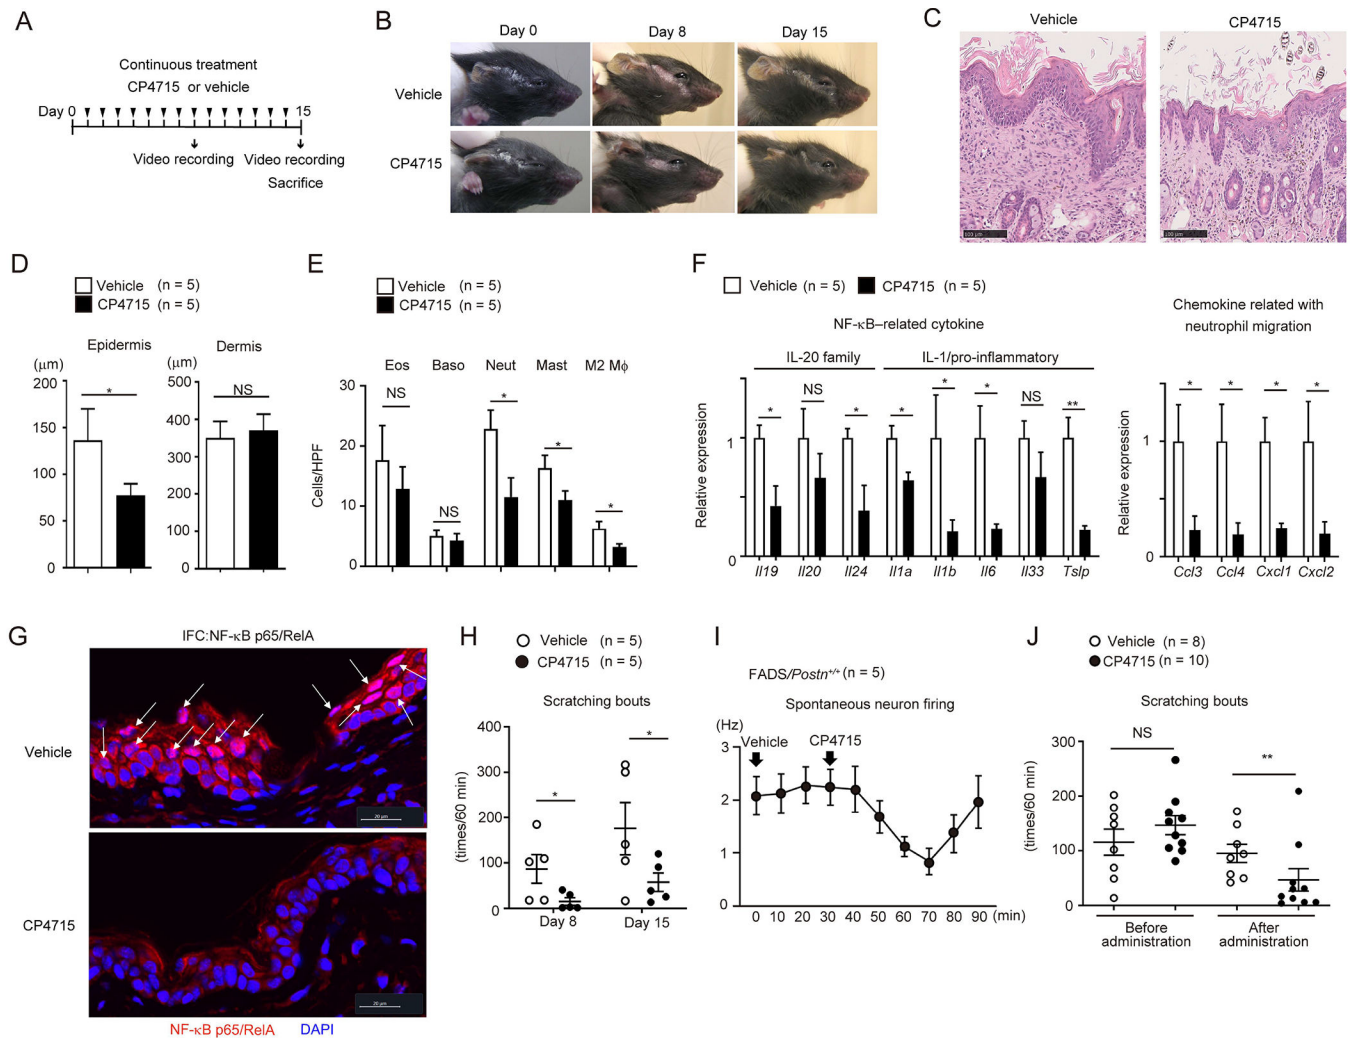 A
Continuous treatment
CP4715 or vehicle
Day 0 15
Video recording Video recording
Sacrifice
B
Day 0 Day 8 Day 15
Vehicle
CP4715
C
Vehicle CP4715
100 μm 100 μm
D
Vehicle (n = 5)
CP4715 (n = 5)
Epidermis Dermis
(μm) (μm)
200
150
100
50
0
*
500
400
300
200
100
0
NS
E
Vehicle (n = 5)
CP4715 (n = 5)
Eos Baso Neut Mast M2 Mϕ
Cells/HPF
30
20
10
0
NS NS * * *
F
Vehicle (n = 5) CP4715 (n = 5)
NF-κB–related cytokine
IL-20 family IL-1/pro-inflammatory
Relative expression
1
0
* NS * * * * NS **
Il19 Il20 Il24 Il1a Il1b Il6 Il33 Tslp
Chemokine related with
neutrophil migration
Relative expression
1
0
* * * *
Ccl3 Ccl4 Cxcl1 Cxcl2
G
IFC:NF-κB p65/RelA
Vehicle
20 μm
CP4715
20 μm
NF-κB p65/RelA DAPI
H
Vehicle (n = 5)
CP4715 (n = 5)
Scratching bouts
(times/60 min)
400
300
200
100
0
* *
Day 8 Day 15
I
FADS/Postn+/+ (n = 5)
Spontaneous neuron firing
(Hz)
Vehicle CP4715
3
2
1
0
0 10 20 30 40 50 60 70 80 90 (min)
J
Vehicle (n = 8)
CP4715 (n = 10)
Scratching bouts
(times/60 min)
300
200
100
0
NS **
Before
administration
After
administration